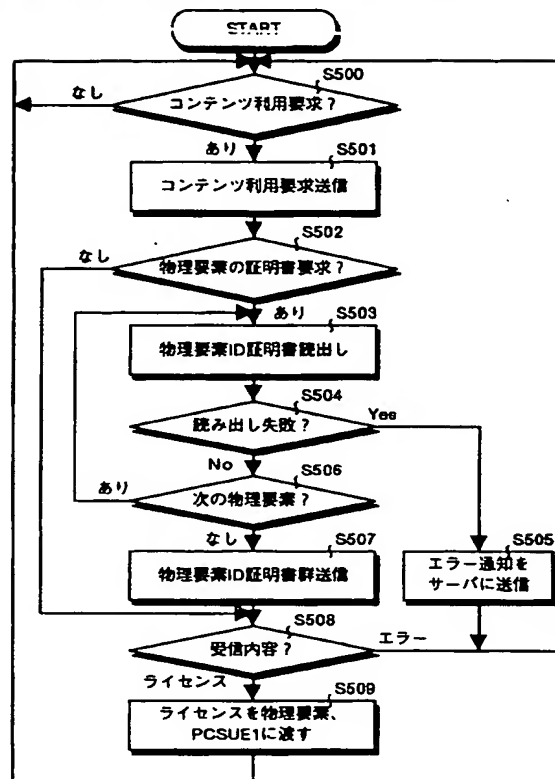 START
S500
なし
コンテンツ利用要求？
あり
S501
コンテンツ利用要求送信
S502
なし
物理要素の証明書要求？
あり
S503
物理要素ID証明書読出し
S504
読み出し失敗？
Yes
No
S506
あり
次の物理要素？
なし
S507
物理要素ID証明書群送信
S505
エラー通知を
サーバに送信
S508
受信内容？
エラー
ライセンス
S509
ライセンスを物理要素、
PCSUE1に渡す